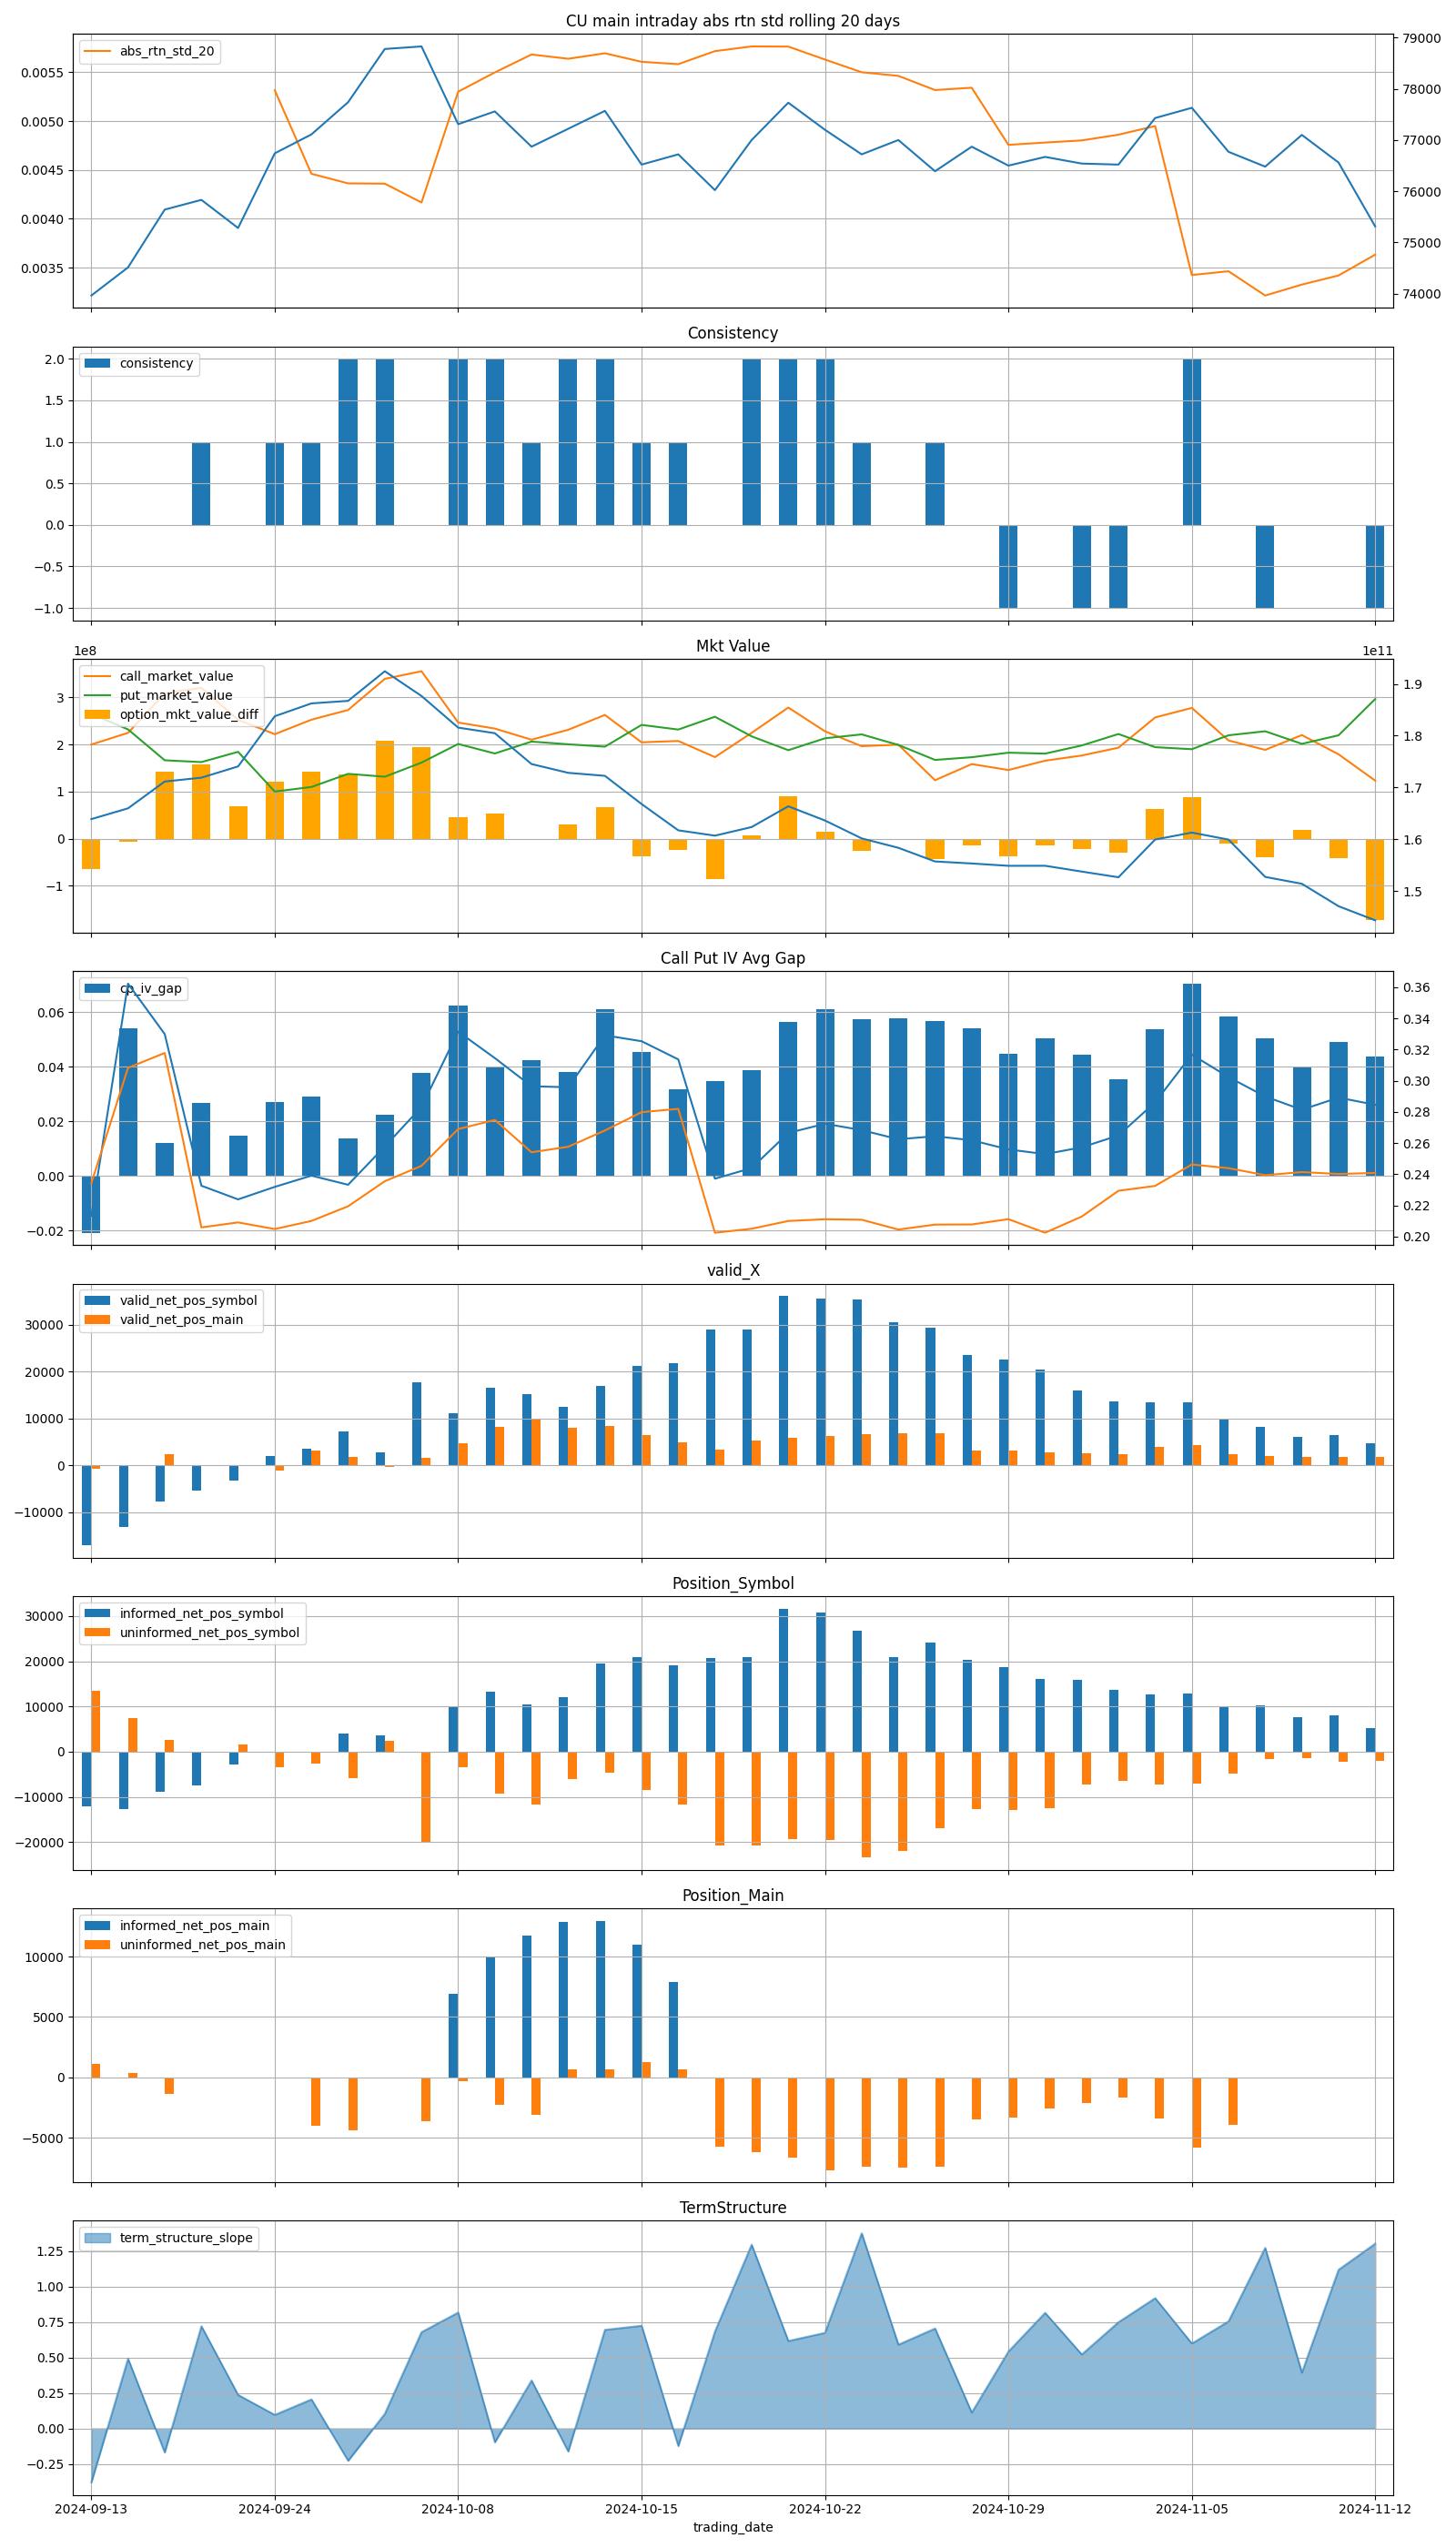 CU main intraday abs rtn std rolling 20 days
abs_rtn_std_20
0.0055
0.0050
0.0045
0.0040
0.0035
79000
78000
77000
76000
75000
74000
Consistency
consistency
2.0
1.5
1.0
0.5
0.0
−0.5
−1.0
Mkt Value
1e8
1e11
call_market_value
put_market_value
option_mkt_value_diff
3
2
1
0
−1
1.9
1.8
1.7
1.6
1.5
Call Put IV Avg Gap
cp_iv_gap
0.06
0.04
0.02
0.00
−0.02
0.36
0.34
0.32
0.30
0.28
0.26
0.24
0.22
0.20
valid_X
valid_net_pos_symbol
valid_net_pos_main
30000
20000
10000
0
−10000
Position_Symbol
informed_net_pos_symbol
uninformed_net_pos_symbol
30000
20000
10000
0
−10000
−20000
Position_Main
informed_net_pos_main
uninformed_net_pos_main
10000
5000
0
−5000
TermStructure
term_structure_slope
1.25
1.00
0.75
0.50
0.25
0.00
−0.25
2024-09-13 2024-09-24 2024-10-08 2024-10-15 2024-10-22 2024-10-29 2024-11-05 2024-11-12
trading_date